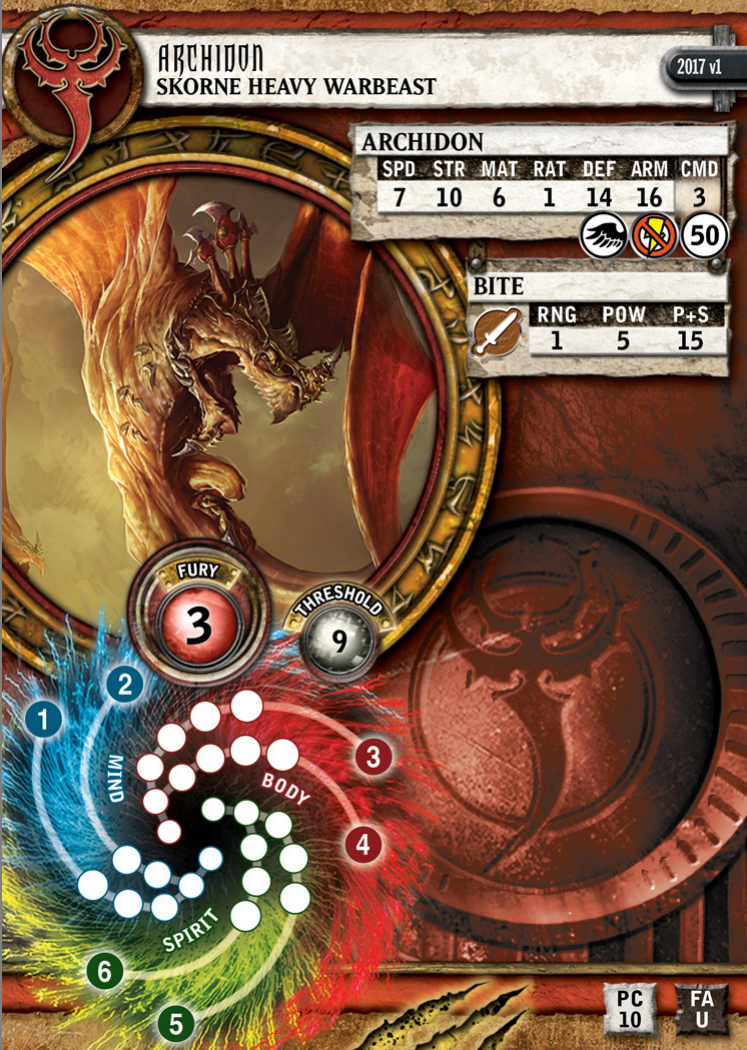 ARCHIDON
SKORNE HEAVY WARBEAST
2017 v1
ARCHIDON
SPD STR MAT RAT DEF ARM CMD
7 10 6 1 14 16 3
50
BITE
RNG POW P+S
1 5 15
FURY
3
THRESHOLD
9
1
2
MIND
3
BODY
4
SPIRIT
6
5
PC
10
FA
U